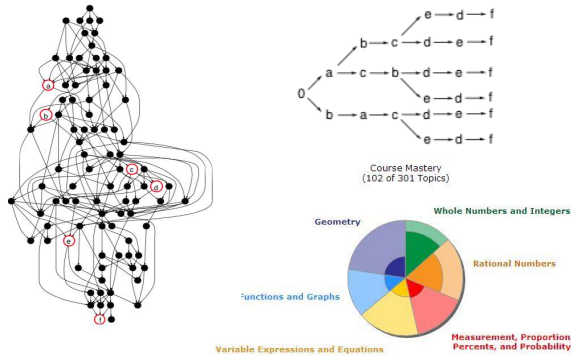 a
b
c
d
e
f
e d f
b c d e f
0 a c b d e f
e d f
b a c d e f
e d f
Course Mastery
(102 of 301 Topics)
Whole Numbers and Integers
Geometry
Rational Numbers
Functions and Graphs
Measurement, Proportion
Percents, and Probability
Variable Expressions and Equations